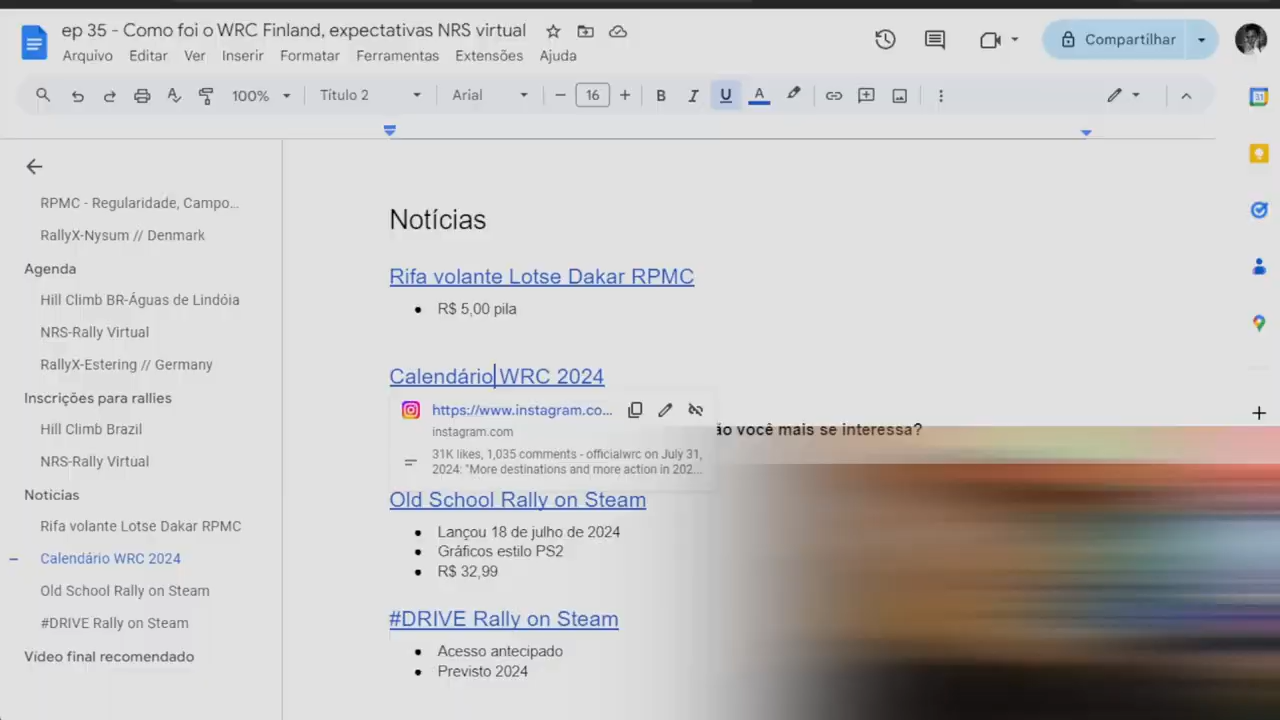 ep 35 - Como foi o WRC Finland, expectativas NRS virtual
Arquivo Editar Ver Inserir Formatar Ferramentas Extensões Ajuda
Compartilhar
100% Título 2 Arial 16 B I U A
31
RPMC - Regularidade, Campo...
RallyX-Nysum // Denmark
Agenda
Hill Climb BR-Águas de Lindóia
NRS-Rally Virtual
RallyX-Estering // Germany
Inscrições para rallies
Hill Climb Brazil
NRS-Rally Virtual
Noticias
Rifa volante Lotse Dakar RPMC
Calendário WRC 2024
Old School Rally on Steam
#DRIVE Rally on Steam
Vídeo final recomendado
Notícias
Rifa volante Lotse Dakar RPMC
R$ 5,00 pila
Calendário WRC 2024
https://www.instagram.co...
instagram.com
31K likes, 1,035 comments - officialwrc on July 31,
2024: "More destinations and more action in 202...
ão você mais se interessa?
Old School Rally on Steam
Lançou 18 de julho de 2024
Gráficos estilo PS2
R$ 32,99
#DRIVE Rally on Steam
Acesso antecipado
Previsto 2024